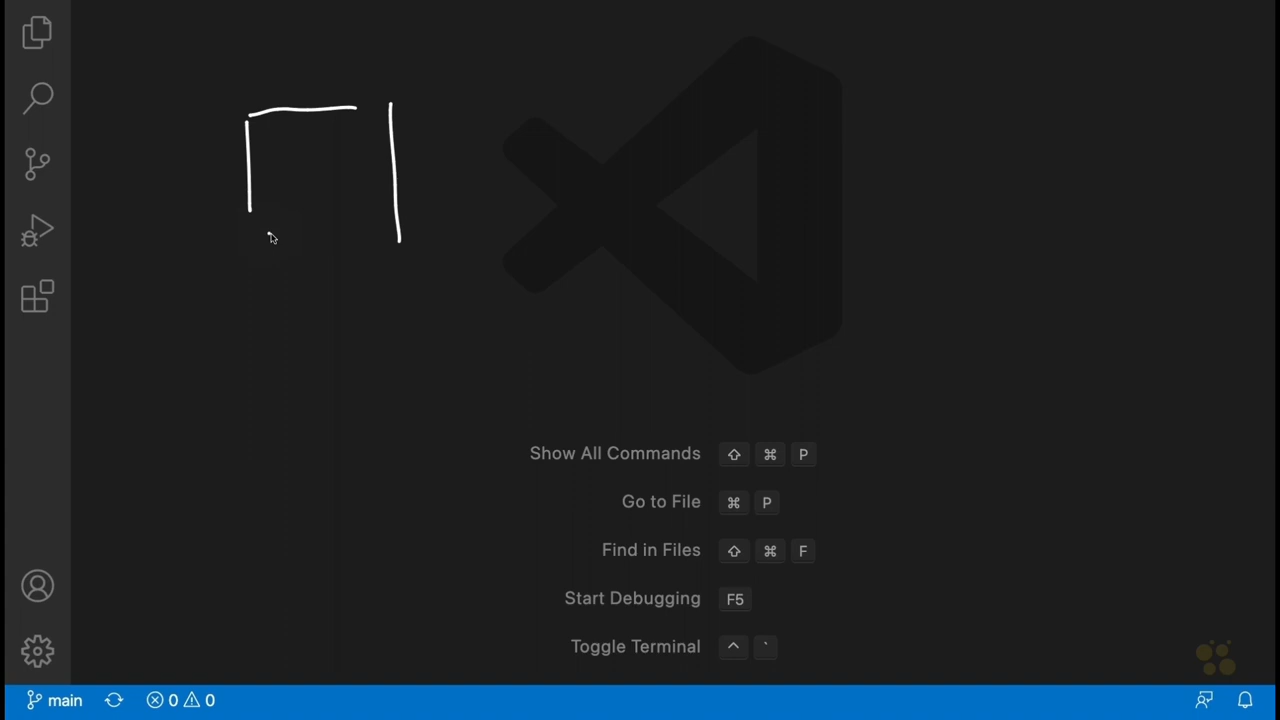 Show All Commands ⇧ ⌘ P
Go to File ⌘ P
Find in Files ⇧ ⌘ F
Start Debugging F5
Toggle Terminal ^ `
main 0 0